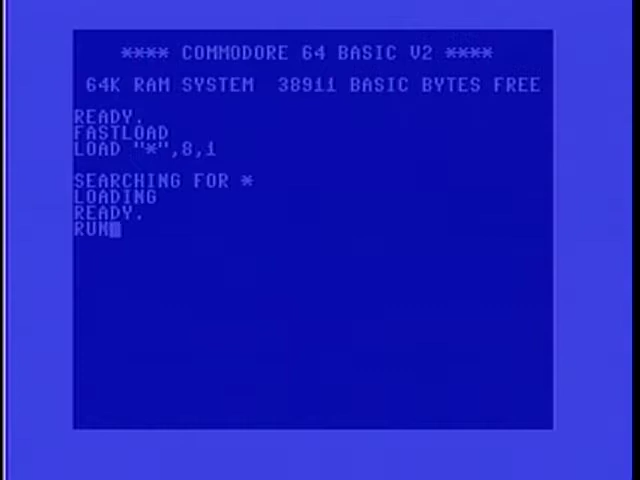 **** COMMODORE 64 BASIC V2 ****
64K RAM SYSTEM 38911 BASIC BYTES FREE
READY.
FASTLOAD
LOAD "*",8,1
SEARCHING FOR *
LOADING
READY.
RUN